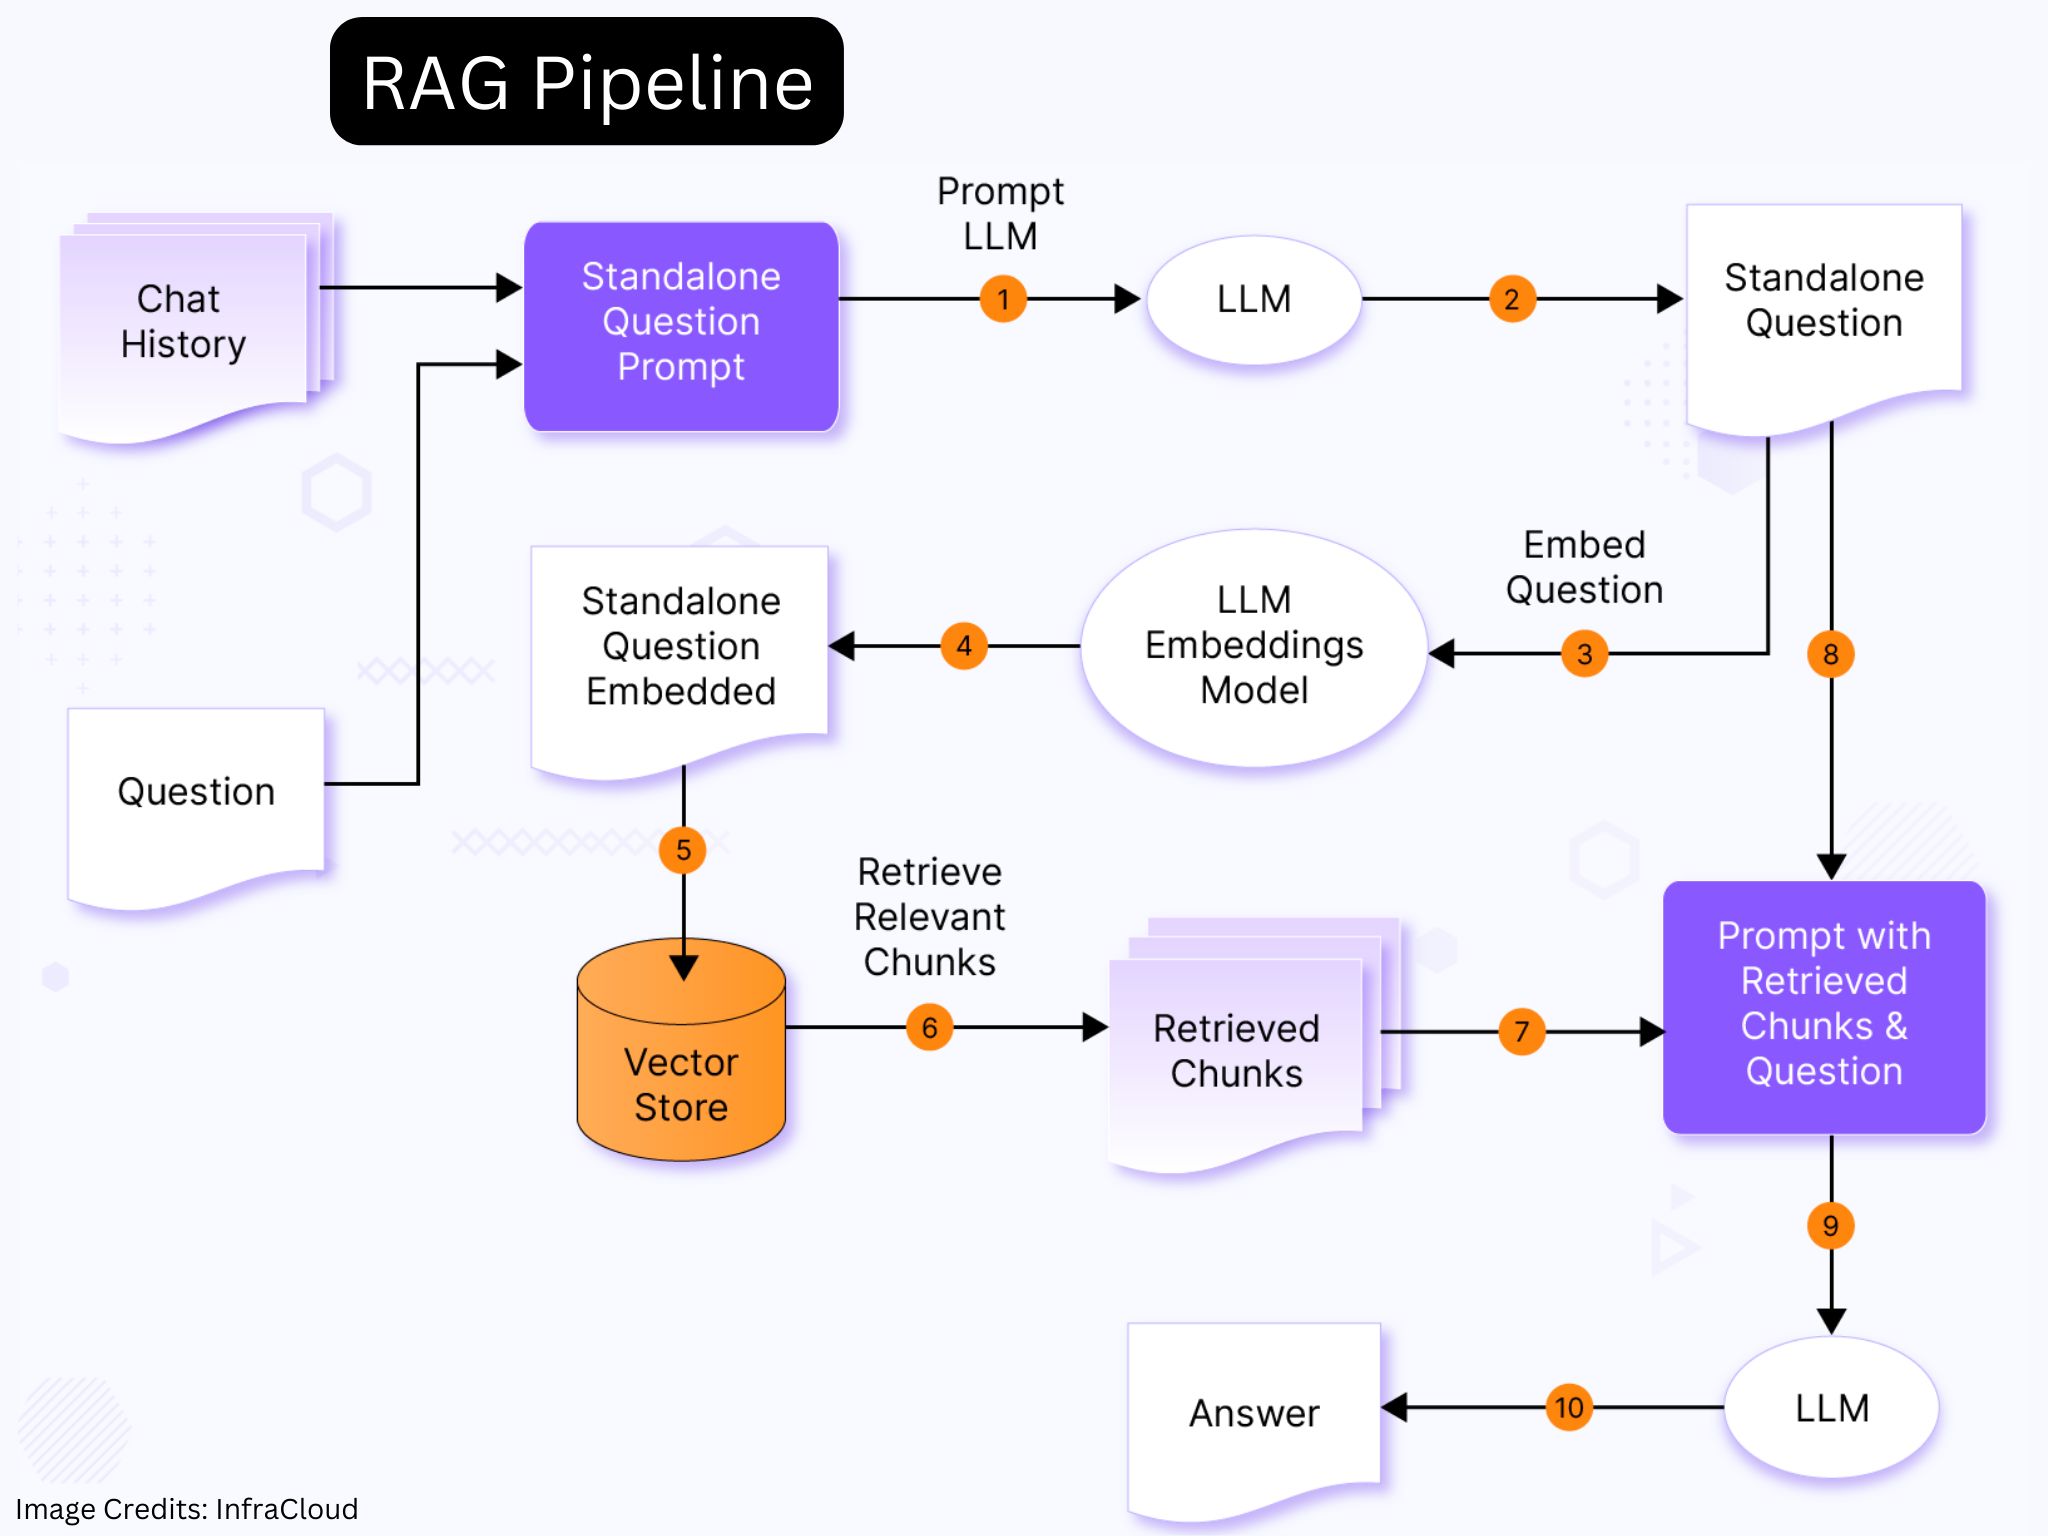 RAG Pipeline
Prompt
LLM
Chat
History
Standalone
Question
Prompt
1
LLM
2
Standalone
Question
Embed
Question
Standalone
Question
Embedded
4
LLM
Embeddings
Model
3
8
Question
5
Retrieve
Relevant
Chunks
Vector
Store
6
Retrieved
Chunks
7
Prompt with
Retrieved
Chunks &
Question
9
Answer
10
LLM
Image Credits: InfraCloud